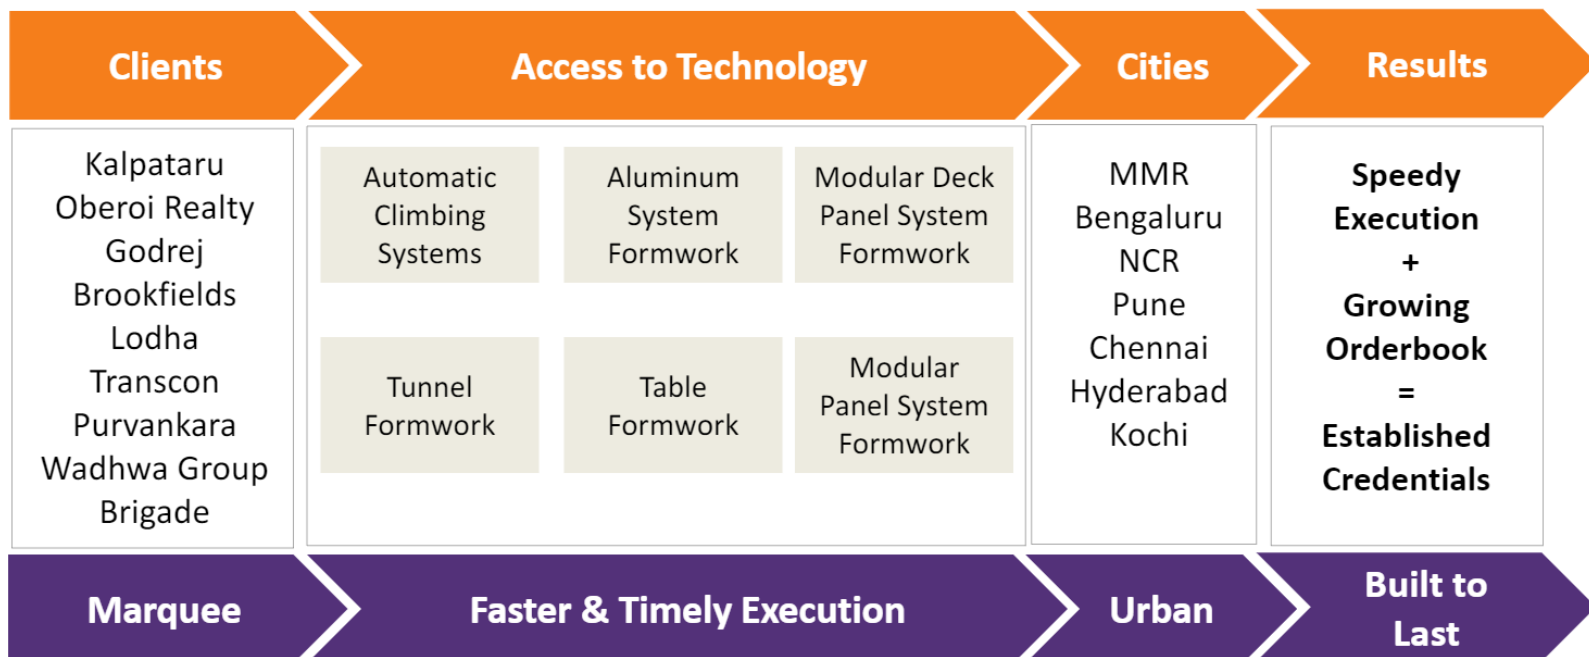 Clients
Access to Technology
Cities
Results
Kalpataru
Oberoi Realty
Godrej
Brookfields
Lodha
Transcon
Purvankara
Wadhwa Group
Brigade
Automatic
Climbing
Systems
Aluminum
System
Formwork
Modular Deck
Panel System
Formwork
Tunnel
Formwork
Table
Formwork
Modular
Panel System
Formwork
MMR
Bengaluru
NCR
Pune
Chennai
Hyderabad
Kochi
Speedy
Execution
+
Growing
Orderbook
=
Established
Credentials
Marquee
Faster & Timely Execution
Urban
Built to
Last